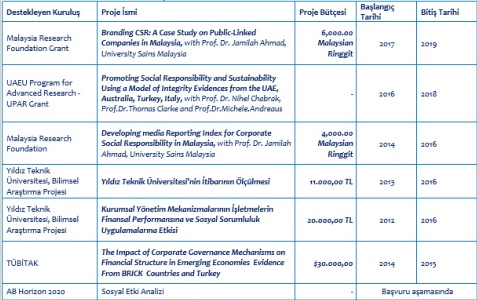 Destekleyen Kuruluş
Proje İsmi
Proje Bütçesi
Başlangıç
Tarihi
Bitiş Tarihi
Malaysia Research
Foundation Grant
Branding CSR: A Case Study on Public-Linked
Companies in Malaysia, with Prof. Dr. Jamilah Ahmad,
University Sains Malaysia
6,000.00
Malaysian
Ringgit
2017
2019
UAEU Program for
Advanced Research -
UPAR Grant
Promoting Social Responsibility and Sustainability
Using a Model of Integrity Evidences from the UAE,
Australia, Turkey, Italy, with Prof. Dr. Nihel Chabrak,
Prof.Dr.Thomas Clarke and Prof.Dr.Michele.Andreaus
-
2016
2018
Malaysia Research
Foundation
Developing media Reporting Index for Corporate
Social Responsibility in Malaysia, with Prof. Dr. Jamilah
Ahmad, University Sains Malaysia
4,000.00
Malaysian
Ringgit
2014
2016
Yıldız Teknik
Üniversitesi, Bilimsel
Araştırma Projesi
Yıldız Teknik Üniversitesi'nin İtibarının Ölçülmesi
11.000,00 TL
2013
2016
Yıldız Teknik
Üniversitesi, Bilimsel
Araştırma Projesi
Kurumsal Yönetim Mekanizmalarının İşletmelerin
Finansal Performansına ve Sosyal Sorumluluk
Uygulamalarına Etkisi
20.000,00 TL
2012
2016
TÜBİTAK
The Impact of Corporate Governance Mechanisms on
Financial Structure in Emerging Economies Evidence
From BRICK Countries and Turkey
$30.000,00
2014
2015
AB Horizon 2020
Sosyal Etki Analizi
-
Başvuru aşamasında